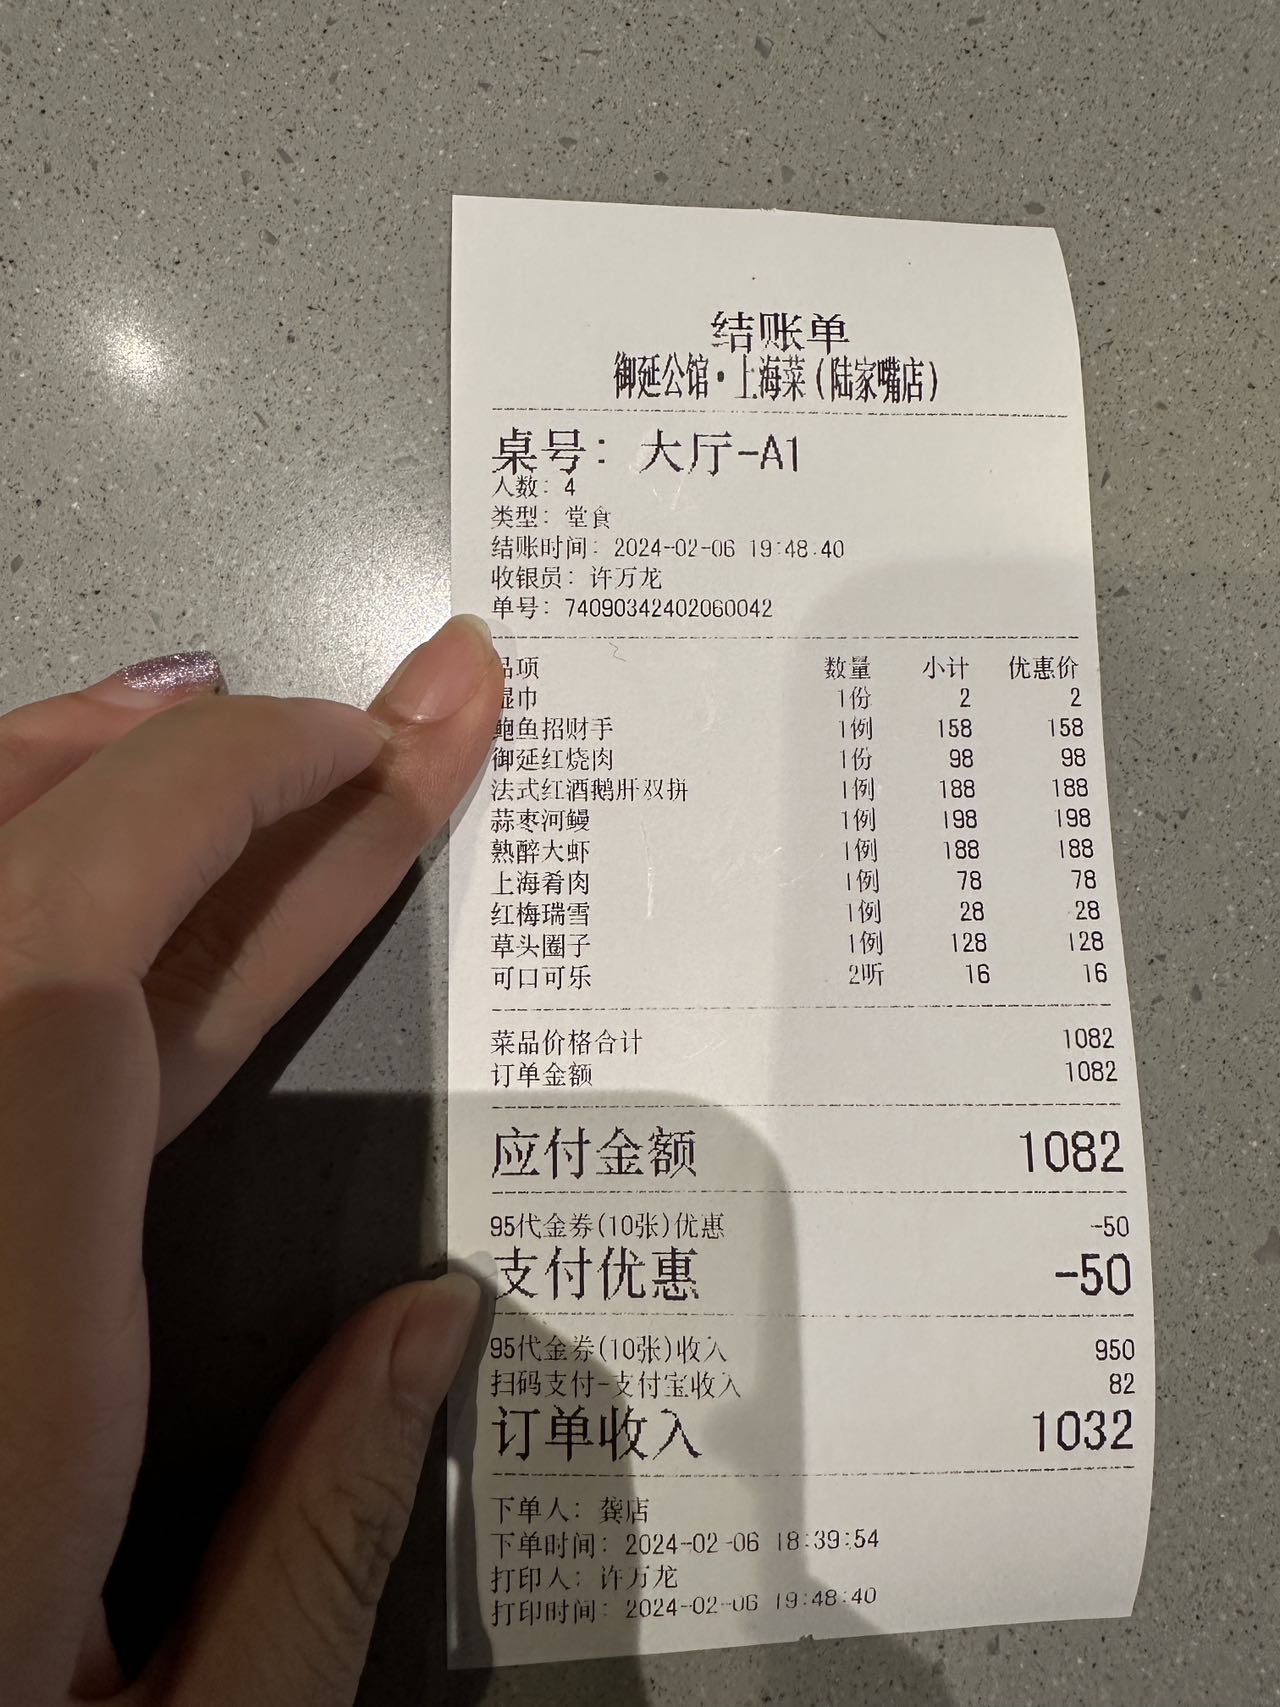 结账单
御延公馆·上海菜(陆家嘴店)
桌号: 大厅-A1
人数: 4
类型: 堂食
结账时间: 2024-02-06 19:48:40
收银员: 许万龙
单号: 74090342402060042
品项 数量 小计 优惠价
湿巾 1份 2 2
鲍鱼招财手 1例 158 158
御延红烧肉 1份 98 98
法式红酒鹅肝双拼 1例 188 188
蒜枣河鳗 1例 198 198
熟醉大虾 1例 188 188
上海肴肉 1例 78 78
红梅瑞雪 1例 28 28
草头圈子 1例 128 128
可口可乐 2听 16 16
菜品价格合计 1082
订单金额 1082
应付金额 1082
95代金券(10张)优惠 -50
支付优惠 -50
95代金券(10张)收入 950
扫码支付-支付宝收入 82
订单收入 1032
下单人: 龚店
下单时间: 2024-02-06 18:39:54
打印人: 许万龙
打印时间: 2024-02-06 19:48:40